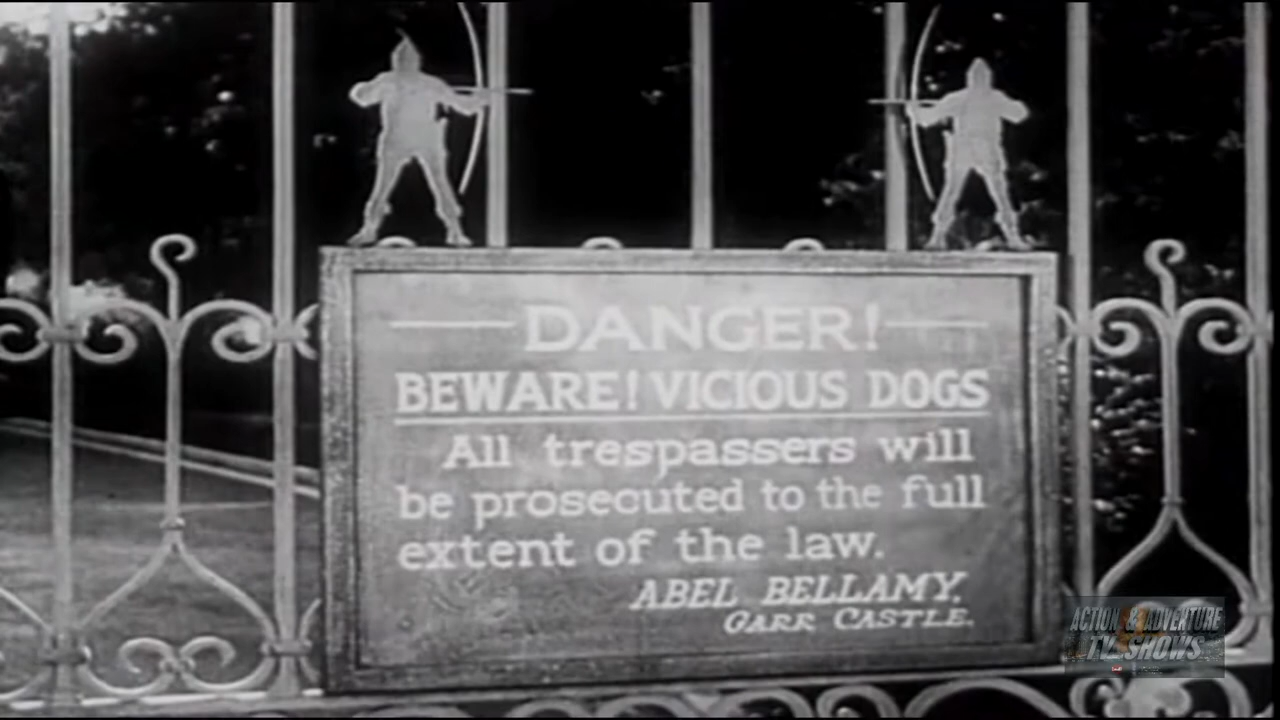 DANGER!
BEWARE! VICIOUS DOGS
All trespassers will
be prosecuted to the full
extent of the law.
ABEL BELLAMY,
GARR CASTLE.
ACTION & ADVENTURE
TV SHOWS